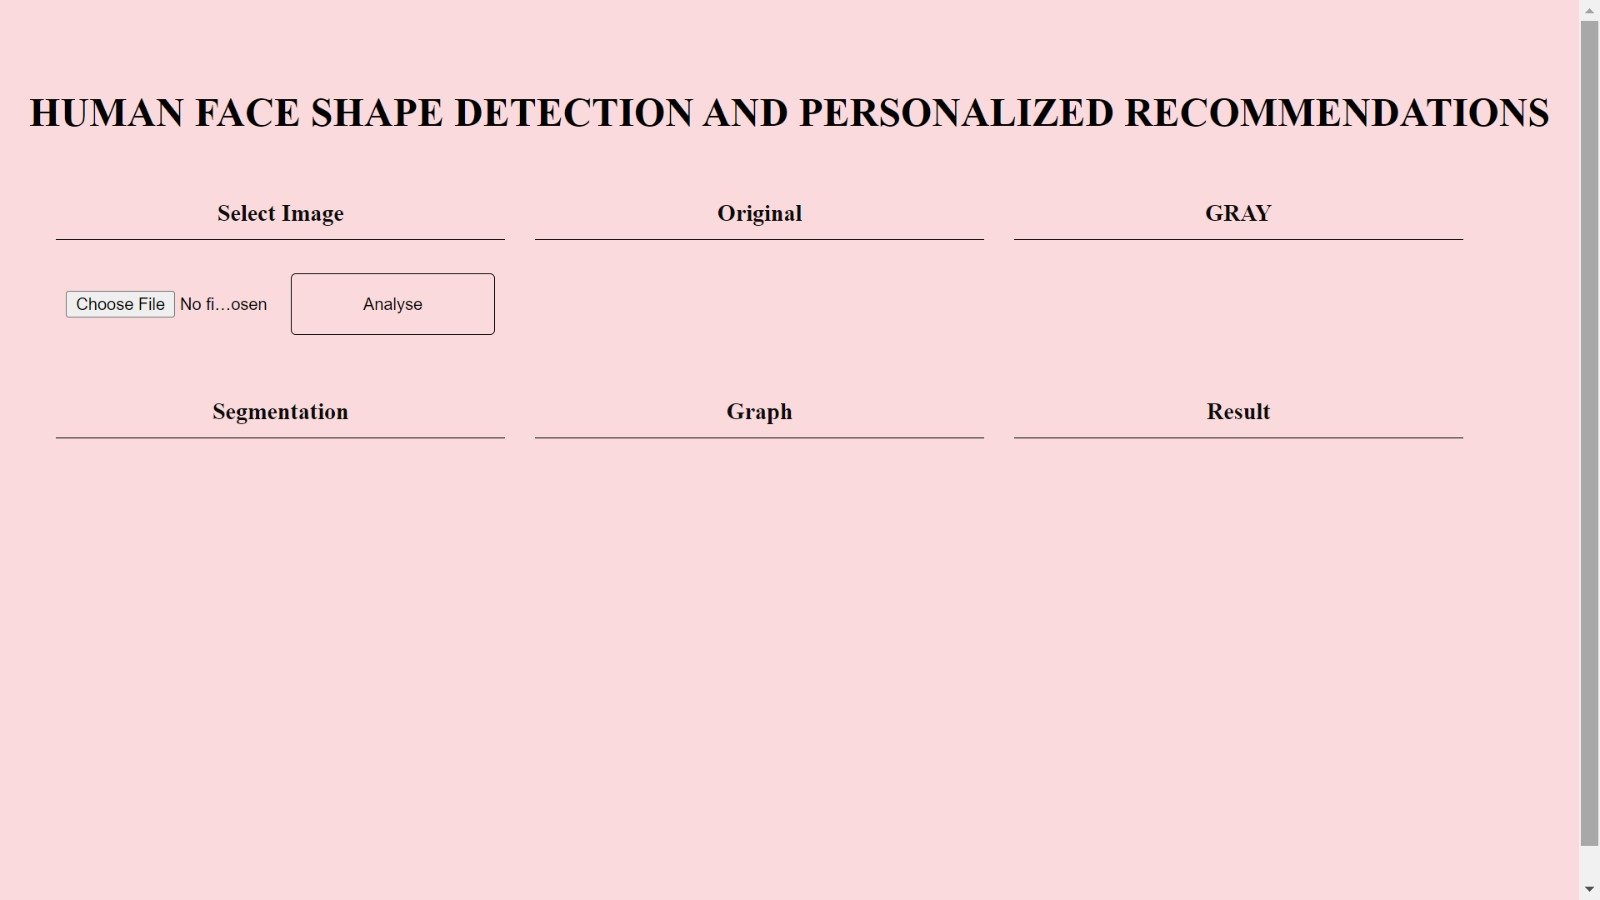 HUMAN FACE SHAPE DETECTION AND PERSONALIZED RECOMMENDATIONS
Select Image
Original
GRAY
Choose File No fi...osen
Analyse
Segmentation
Graph
Result